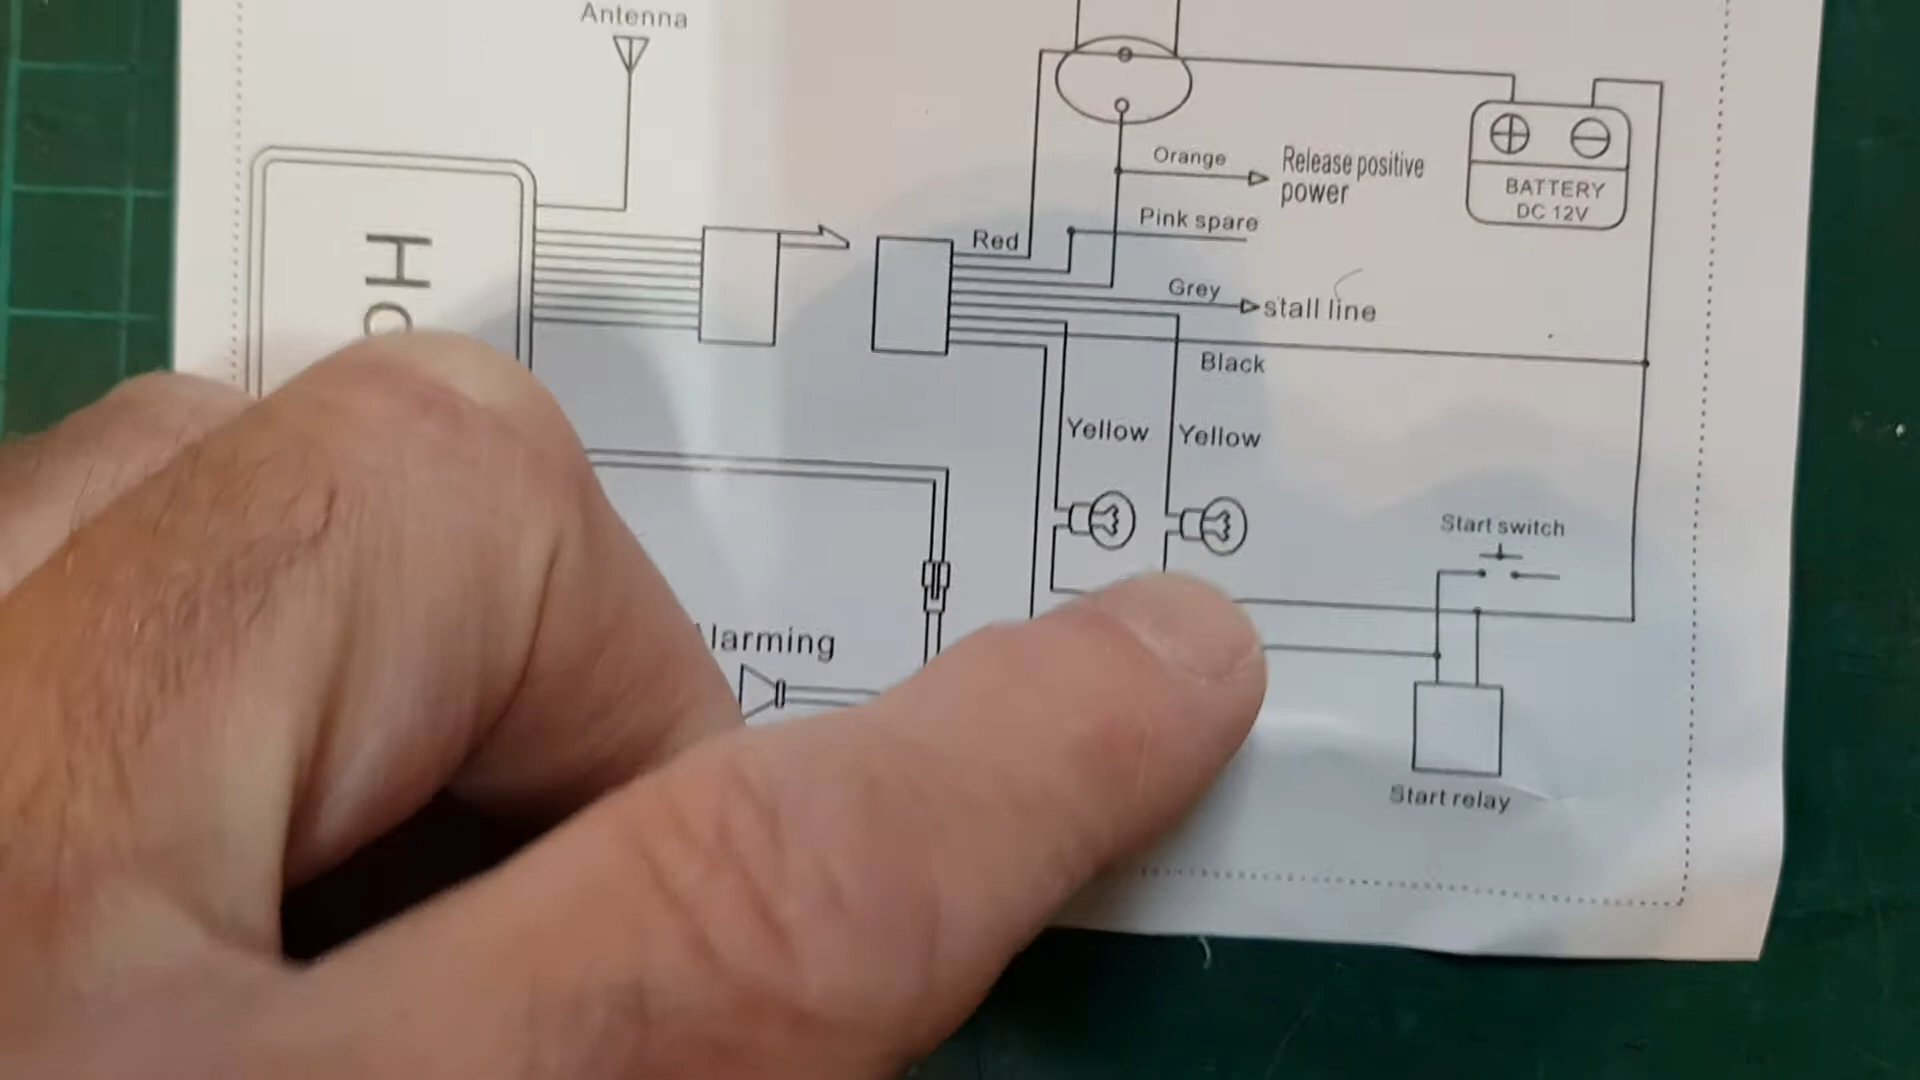 Antenna
Orange
Release positive
power
BATTERY
DC 12V
Pink spare
Red
Grey
stall line
Black
Yellow
Yellow
Start switch
larming
Start relay